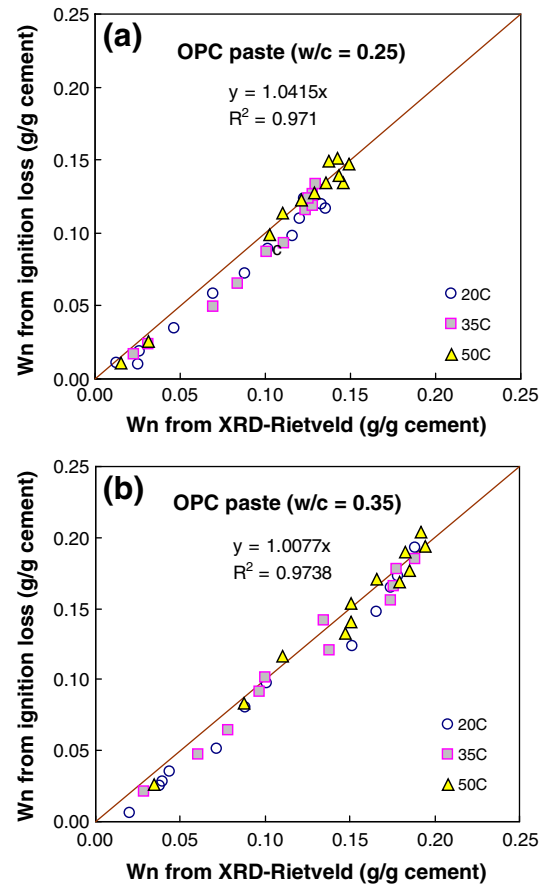 (a)
OPC paste (w/c = 0.25)
y = 1.0415x
R² = 0.971
0.25
0.20
0.15
0.10
0.05
0.00
Wn from ignition loss (g/g cement)
c
20C
35C
50C
0.00 0.05 0.10 0.15 0.20 0.25
Wn from XRD-Rietveld (g/g cement)
(b)
OPC paste (w/c = 0.35)
y = 1.0077x
R² = 0.9738
0.25
0.20
0.15
0.10
0.05
0.00
Wn from ignition loss (g/g cement)
20C
35C
50C
0.00 0.05 0.10 0.15 0.20 0.25
Wn from XRD-Rietveld (g/g cement)